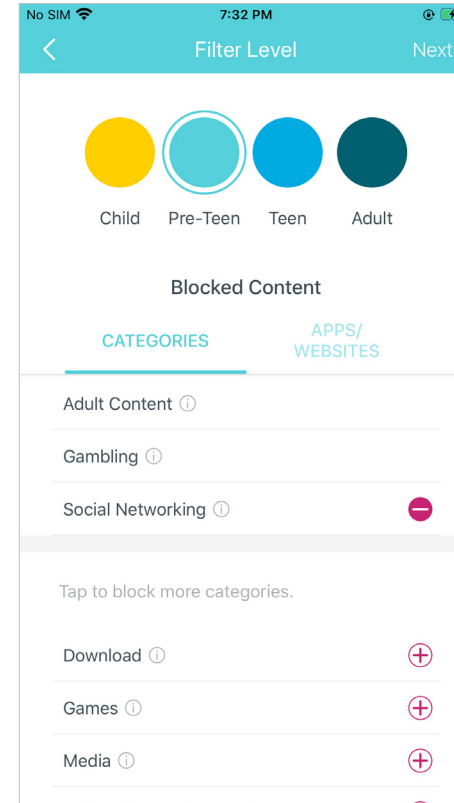 No SIM 7:32 PM
Filter Level Next
Child Pre-Teen Teen Adult
Blocked Content
CATEGORIES
APPS/
WEBSITES
Adult Content
Gambling
Social Networking
Tap to block more categories.
Download
Games
Media